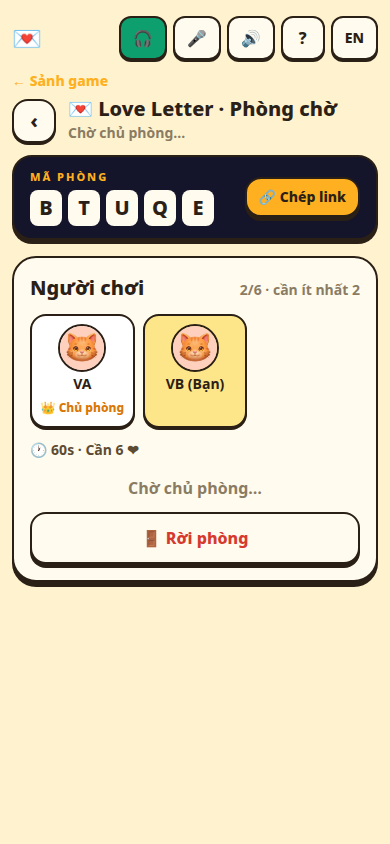 💌 🎧 🎤 🔊 ? EN
← Sảnh game
‹ 💌 Love Letter · Phòng chờ
Chờ chủ phòng…
MÃ PHÒNG
B T U Q E
🔗 Chép link
Người chơi
2/6 · cần ít nhất 2
VA
👑 Chủ phòng
VB (Bạn)
🕐 60s · Cần 6 ❤
Chờ chủ phòng…
🚪 Rời phòng